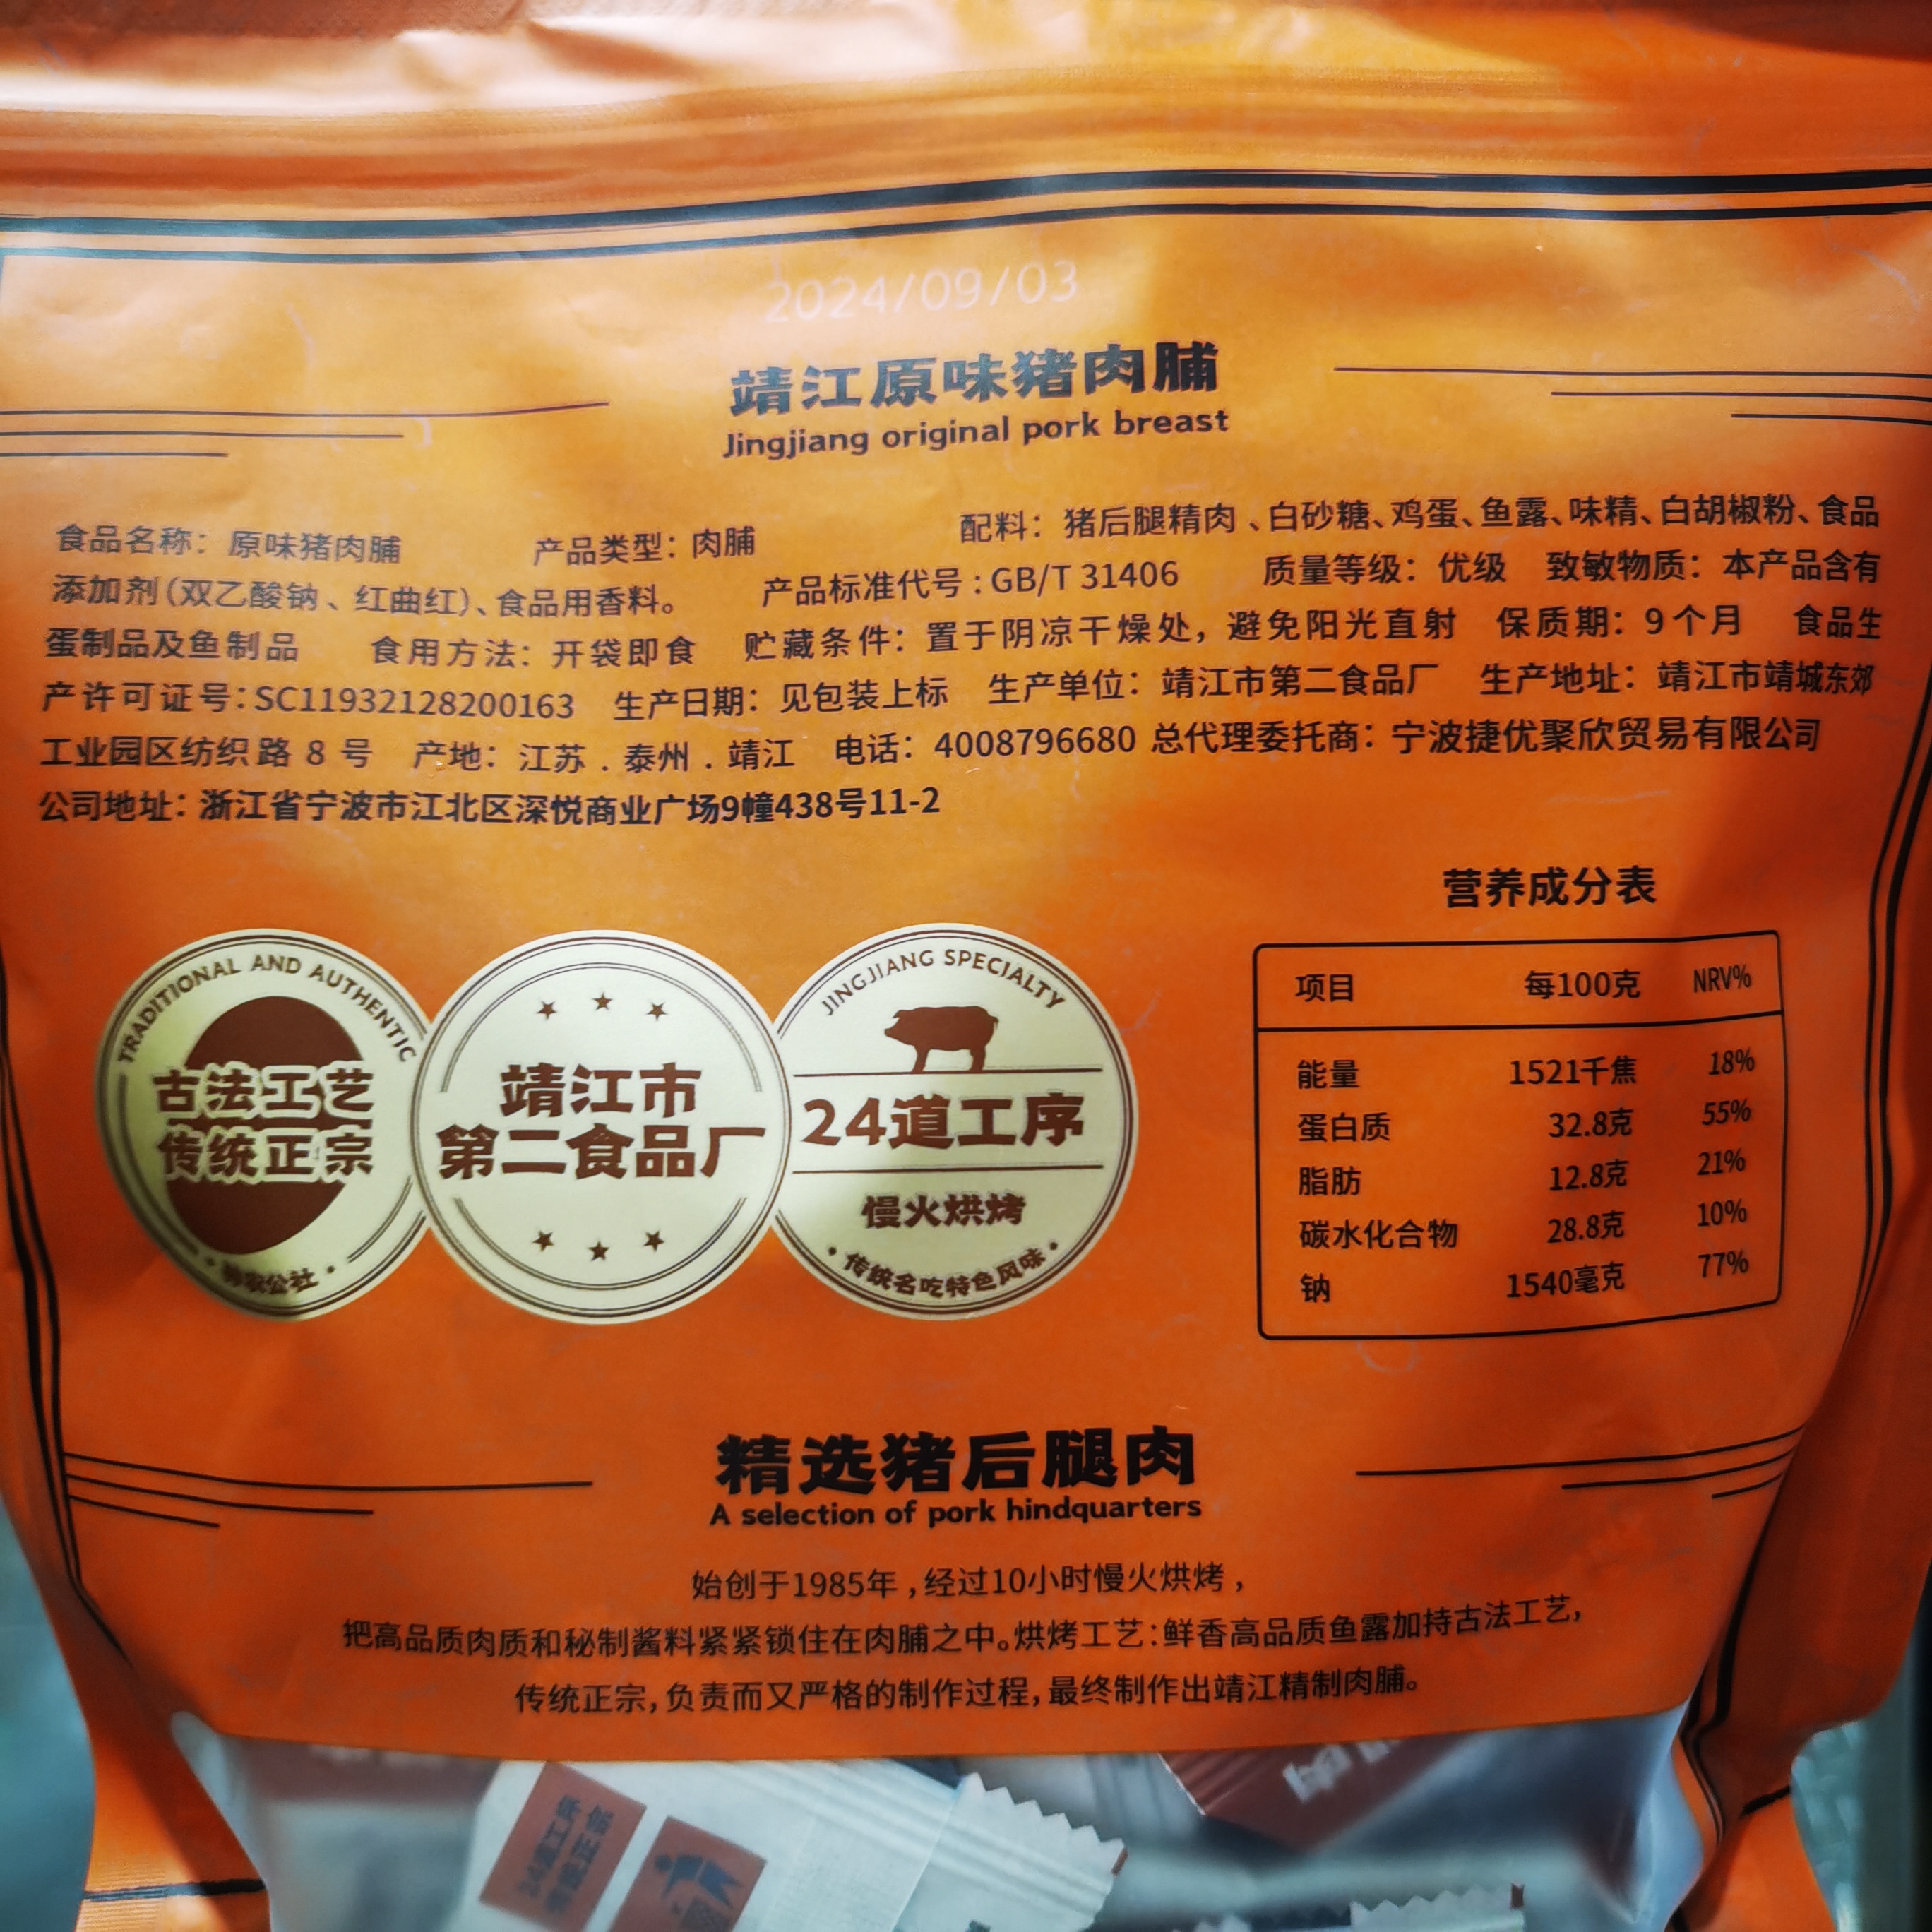 2024/09/03
靖江原味猪肉脯
Jingjiang original pork breast
食品名称：原味猪肉脯 产品类型：肉脯 配料：猪后腿精肉、白砂糖、鸡蛋、鱼露、味精、白胡椒粉、食品
添加剂（双乙酸钠、红曲红）、食品用香料。 产品标准代号：GB/T 31406 质量等级：优级 致敏物质：本产品含有
蛋制品及鱼制品 食用方法：开袋即食 贮藏条件：置于阴凉干燥处，避免阳光直射 保质期：9个月 食品生
产许可证号：SC11932128200163 生产日期：见包装上标 生产单位：靖江市第二食品厂 生产地址：靖江市靖城东郊
工业园区纺织路 8 号 产地：江苏．泰州．靖江 电话：4008796680 总代理委托商：宁波捷优聚欣贸易有限公司
公司地址：浙江省宁波市江北区深悦商业广场9幢438号11-2
TRADITIONAL AND AUTHENTIC
古法工艺
传统正宗
公社
靖江市
第二食品厂
JINGJIANG SPECIALTY
24道工序
慢火烘烤
·传统名吃特色风味·
营养成分表
项目 每100克 NRV%
能量 1521千焦 18%
蛋白质 32.8克 55%
脂肪 12.8克 21%
碳水化合物 28.8克 10%
钠 1540毫克 77%
精选猪后腿肉
A selection of pork hindquarters
始创于1985年，经过10小时慢火烘烤，
把高品质肉质和秘制酱料紧紧锁住在肉脯之中。烘烤工艺：鲜香高品质鱼露加持古法工艺，
传统正宗，负责而又严格的制作过程，最终制作出靖江精制肉脯。
24道工序
传统正宗